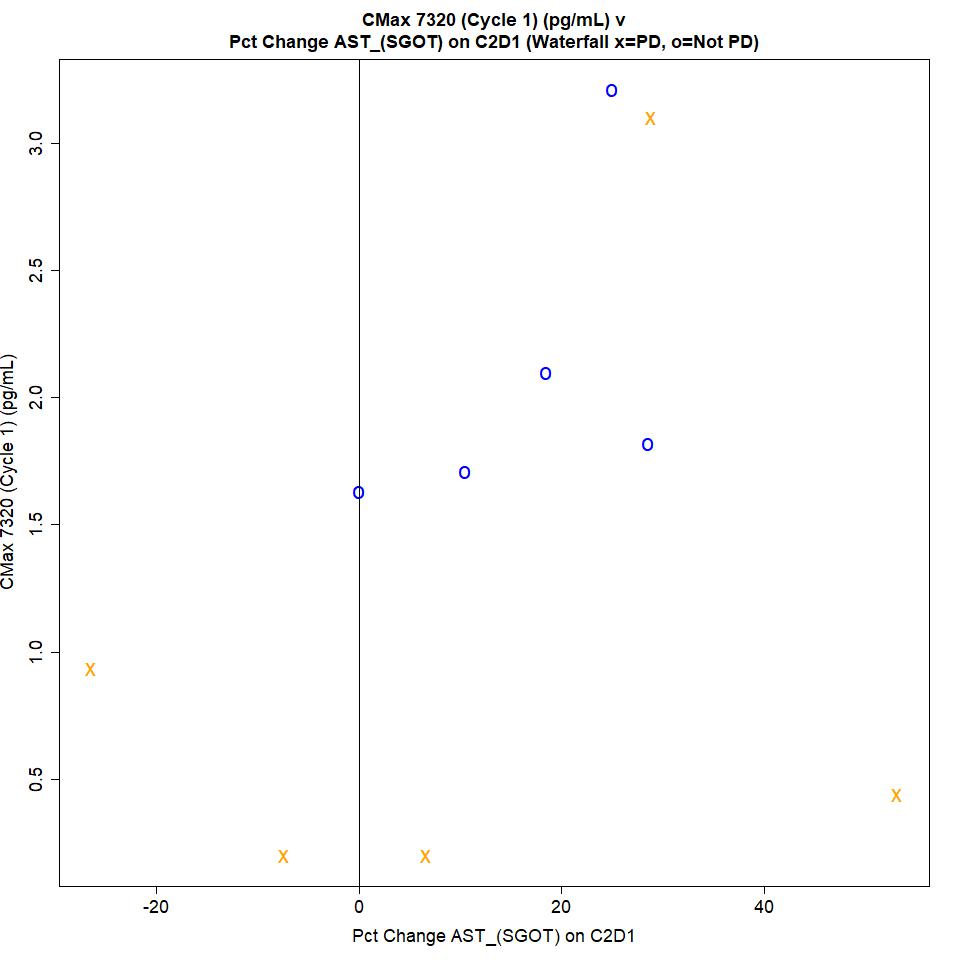 CMax 7320 (Cycle 1) (pg/mL) v
Pct Change AST_(SGOT) on C2D1 (Waterfall x=PD, o=Not PD)
CMax 7320 (Cycle 1) (pg/mL)
3.0
2.5
2.0
1.5
1.0
0.5
O
X
O
O
O
O
X
X
X
X
-20 0 20 40
Pct Change AST_(SGOT) on C2D1